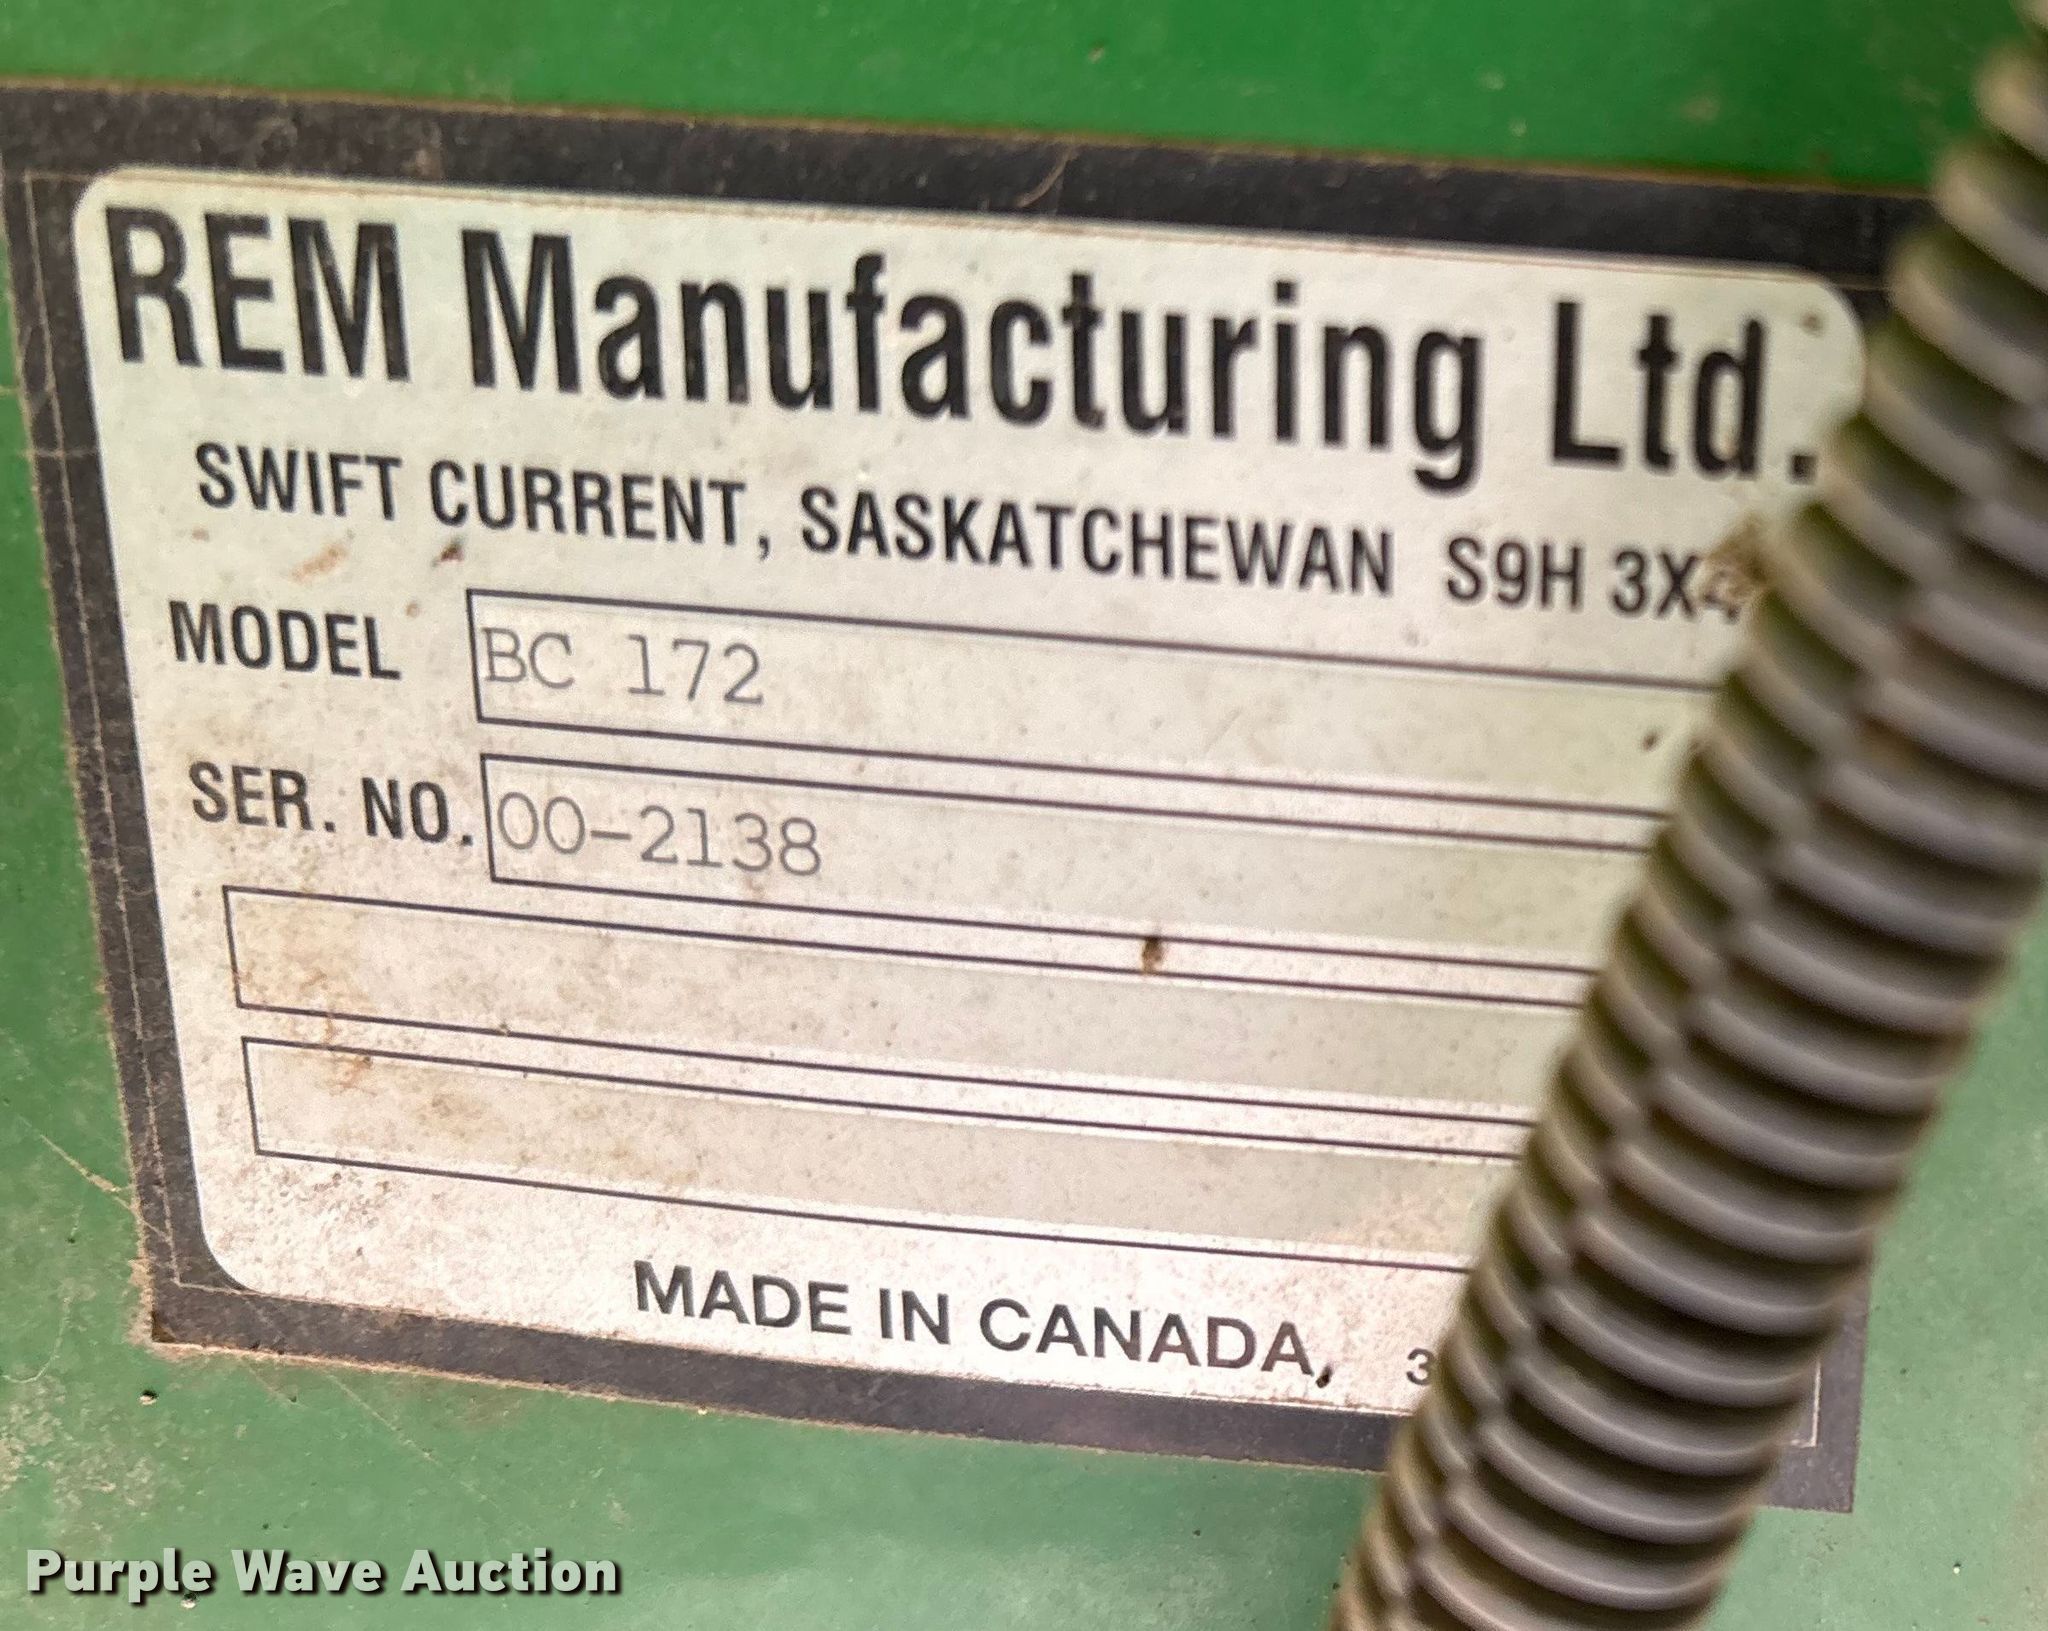 REM Manufacturing Ltd.
SWIFT CURRENT, SASKATCHEWAN S9H 3X4
MODEL BC 172
SER. NO. 00-2138
MADE IN CANADA,
Purple Wave Auction